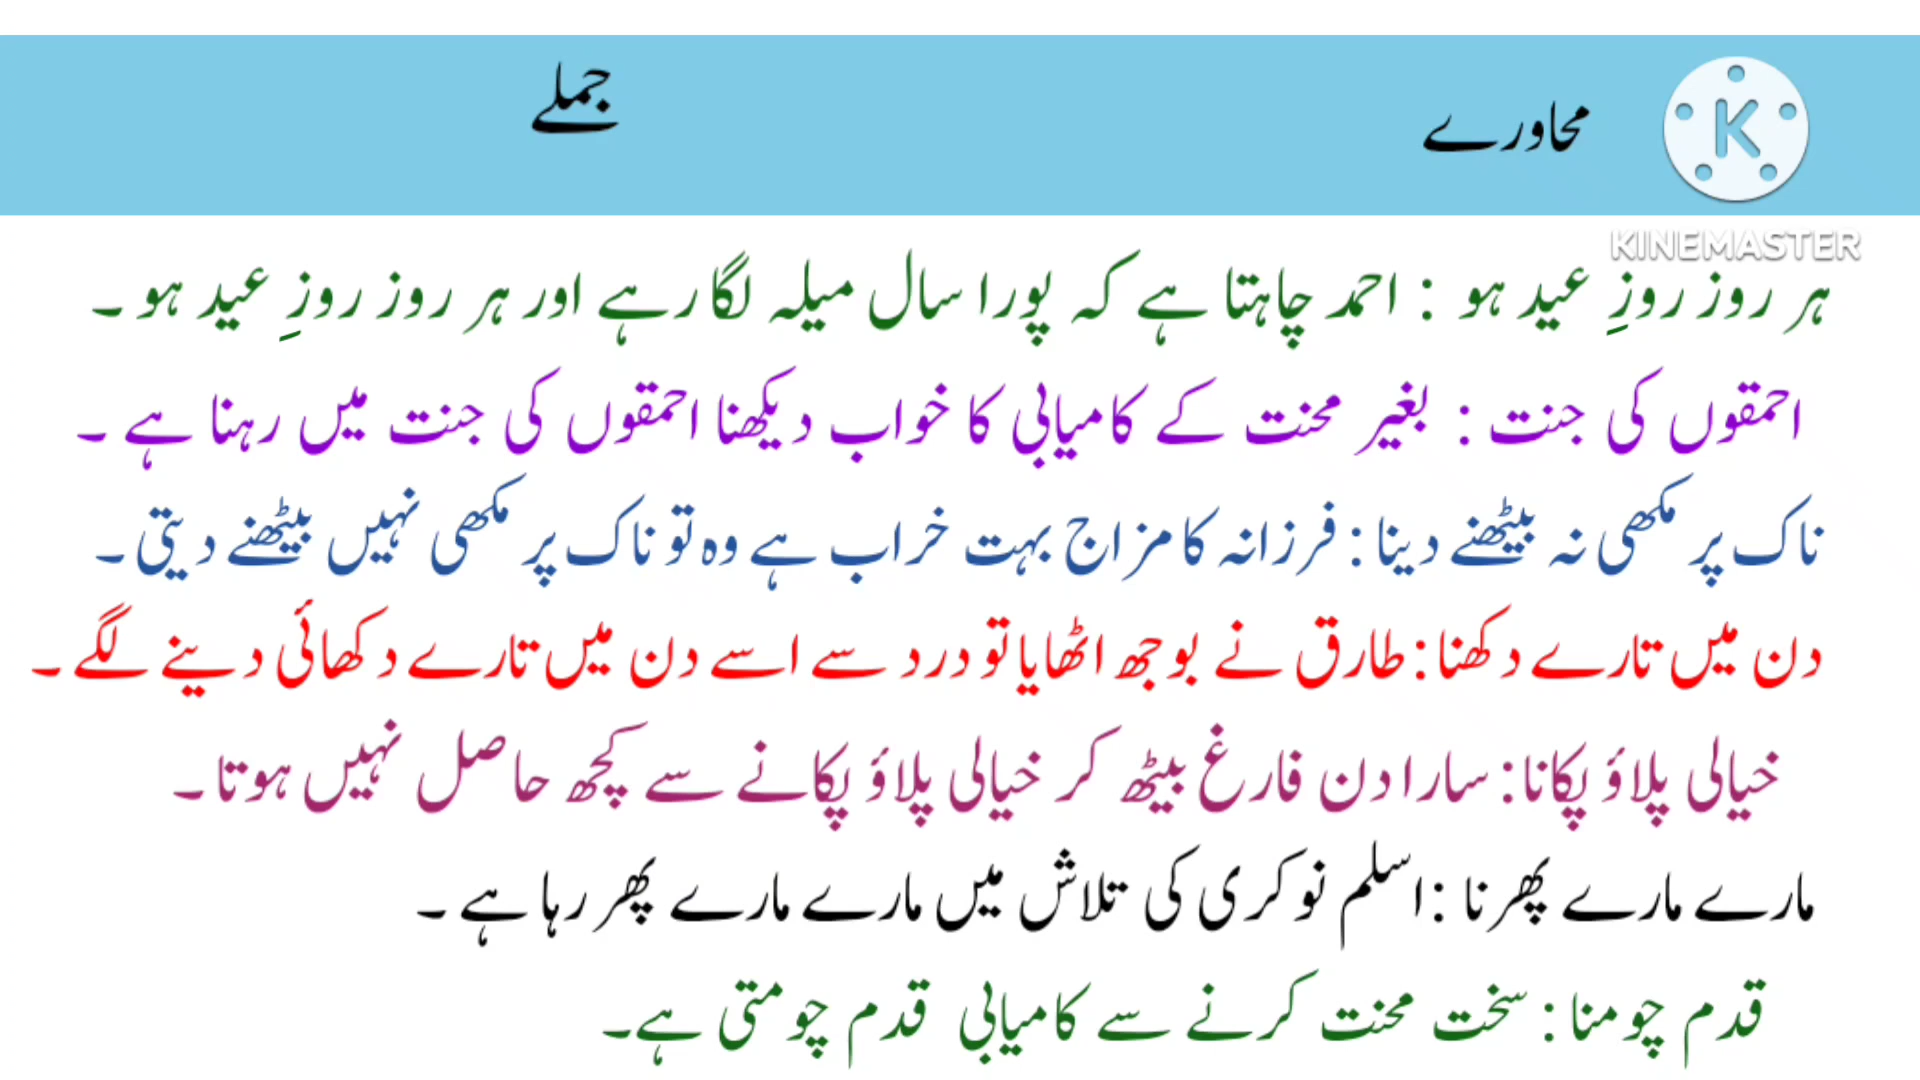 محاورے جملے
KINEMASTER
ہر روز روزِ عید ہو : احمد چاہتا ہے کہ پورا سال میلہ لگا رہے اور ہر روز روزِ عید ہو ۔
احمقوں کی جنت : بغیر محنت کے کامیابی کا خواب دیکھنا احمقوں کی جنت میں رہنا ہے ۔
ناک پر مکھی نہ بیٹھنے دینا : فرزانہ کا مزاج بہت خراب ہے وہ تو ناک پر مکھی نہیں بیٹھنے دیتی ۔
دن میں تارے دکھنا : طارق نے بوجھ اٹھایا تو درد سے اسے دن میں تارے دکھائی دینے لگے ۔
خیالی پلاؤ پکانا : سارا دن فارغ بیٹھ کر خیالی پلاؤ پکانے سے کچھ حاصل نہیں ہوتا ۔
مارے مارے پھرنا : اسلم نوکری کی تلاش میں مارے مارے پھر رہا ہے ۔
قدم چومنا : سخت محنت کرنے سے کامیابی قدم چومتی ہے ۔